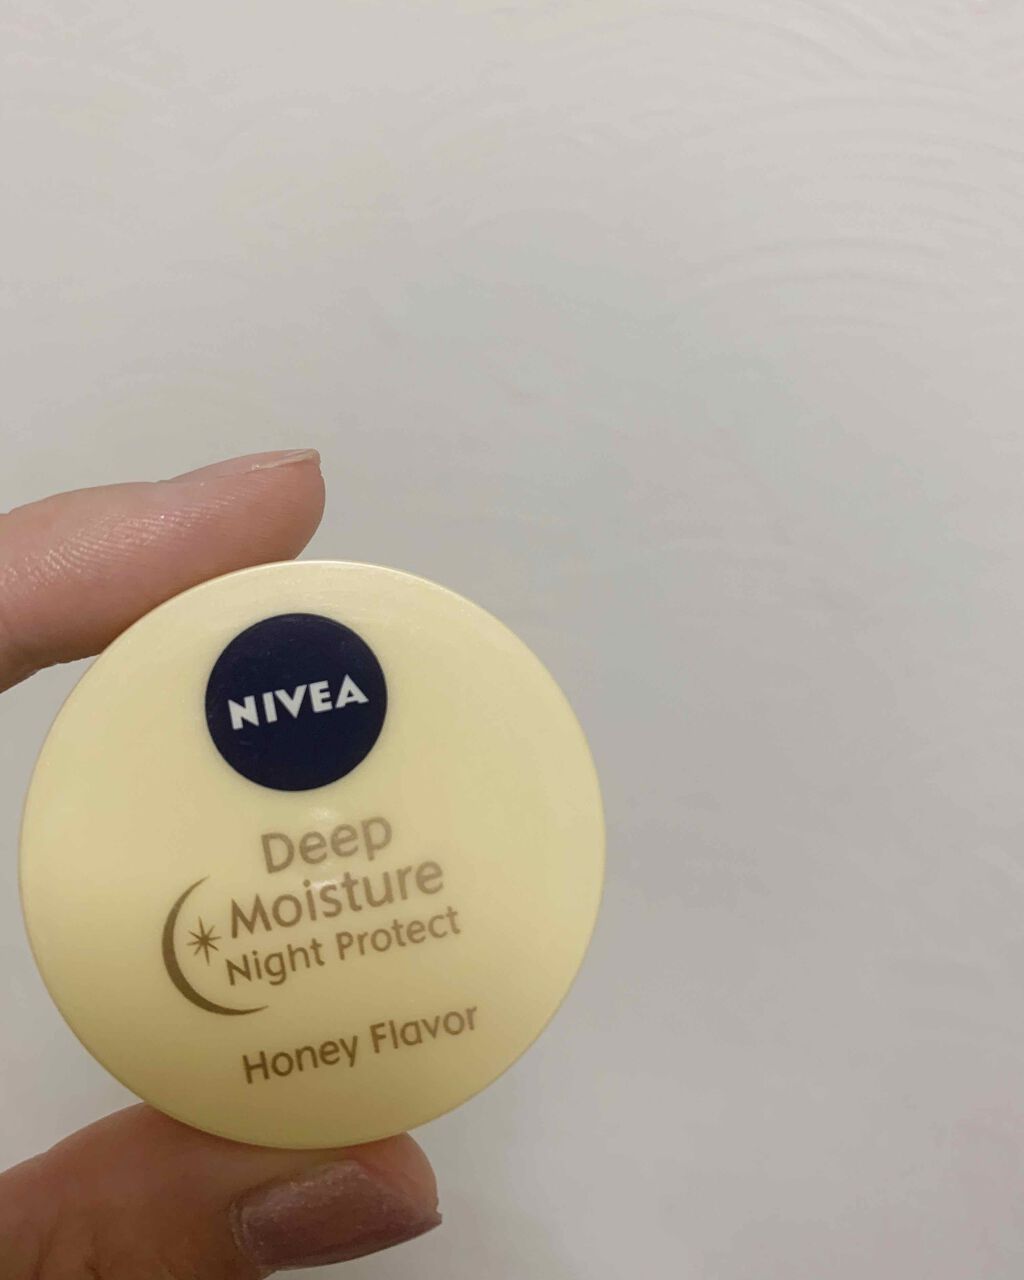 NIVEA
Deep
Moisture
Night Protect
Honey Flavor